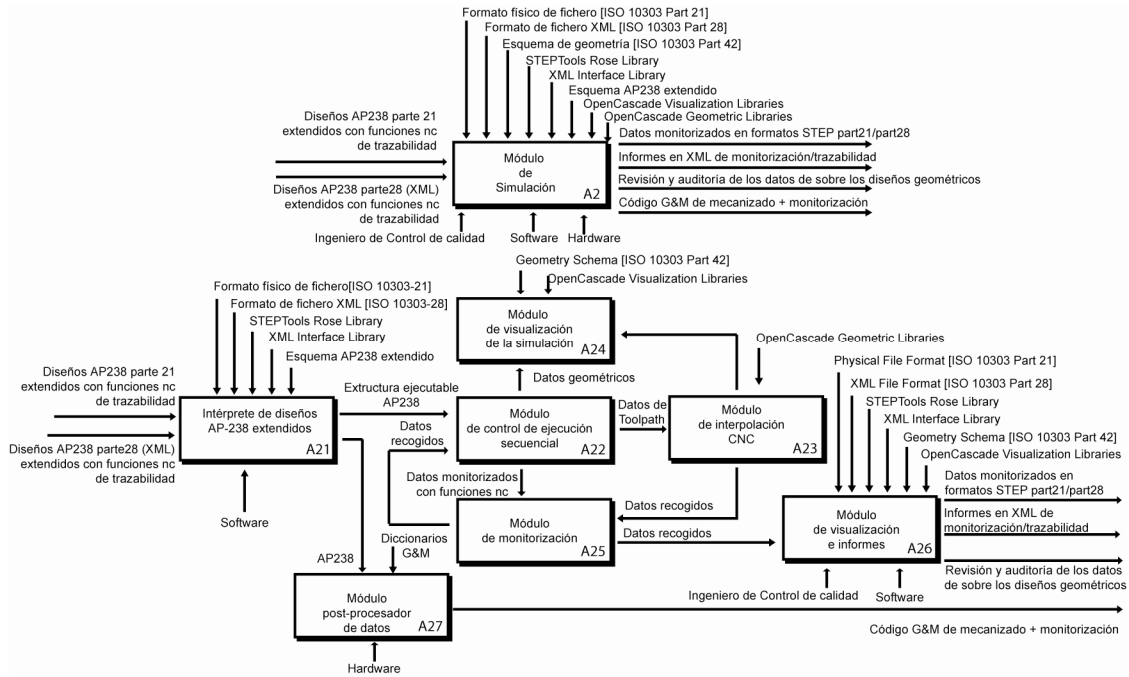 Formato físico de fichero [ISO 10303 Part 21]
Formato de fichero XML [ISO 10303 Part 28]
Esquema de geometría [ISO 10303 Part 42]
STEPTools Rose Library
XML Interface Library
Esquema AP238 extendido
OpenCascade Visualization Libraries
OpenCascade Geometric Libraries
Diseños AP238 parte 21
extendidos con funciones nc
de trazabilidad
Diseños AP238 parte28 (XML)
extendidos con funciones nc
de trazabilidad
Módulo
de
Simulación
A2
Datos monitorizados en formatos STEP part21/part28
Informes en XML de monitorización/trazabilidad
Revisión y auditoría de los datos de sobre los diseños geométricos
Código G&M de mecanizado + monitorización
Ingeniero de Control de calidad
Software
Hardware
Geometry Schema [ISO 10303 Part 42]
OpenCascade Visualization Libraries
Módulo
de visualización
de la simulación
A24
Formato físico de fichero[ISO 10303-21]
Formato de fichero XML [ISO 10303-28]
STEPTools Rose Library
XML Interface Library
Esquema AP238 extendido
Diseños AP238 parte 21
extendidos con funciones nc
de trazabilidad
Diseños AP238 parte28 (XML)
extendidos con funciones nc
de trazabilidad
Intérprete de diseños
AP-238 extendidos
A21
Software
Extructura ejecutable
AP238
Datos geométricos
Datos
recogidos
Módulo
de control de ejecución
secuencial
A22
Datos de
Toolpath
OpenCascade Geometric Libraries
Módulo
de interpolación
CNC
A23
Datos monitorizados
con funciones nc
Módulo
de monitorización
A25
Datos recogidos
Datos recogidos
Physical File Format [ISO 10303 Part 21]
XML File Format [ISO 10303 Part 28]
STEPTools Rose Library
XML Interface Library
Geometry Schema [ISO 10303 Part 42]
OpenCascade Visualization Libraries
Módulo
de visualización
e informes
A26
Datos monitorizados en
formatos STEP part21/part28
Informes en XML de
monitorización/trazabilidad
Revisión y auditoría de los datos
de sobre los diseños geométricos
Ingeniero de Control de calidad
Software
AP238
Diccionarios
G&M
Módulo
post-procesador
de datos
A27
Hardware
Código G&M de mecanizado + monitorización